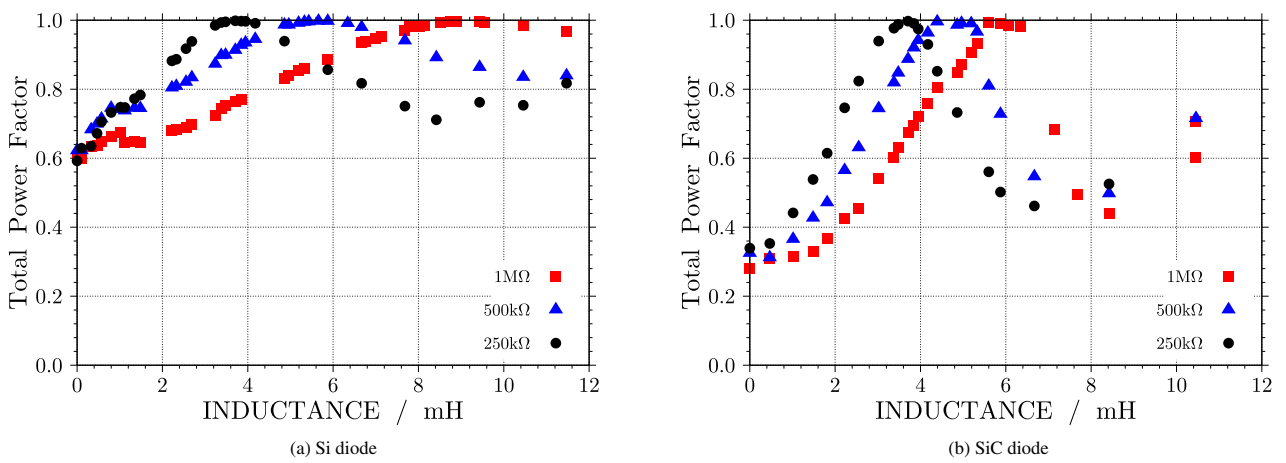 1.0
0.8
0.6
0.4
0.2
0.0
Total Power Factor
1MΩ
500kΩ
250kΩ
0 2 4 6 8 10 12
INDUCTANCE / mH
(a) Si diode
1.0
0.8
0.6
0.4
0.2
0.0
Total Power Factor
1MΩ
500kΩ
250kΩ
0 2 4 6 8 10 12
INDUCTANCE / mH
(b) SiC diode